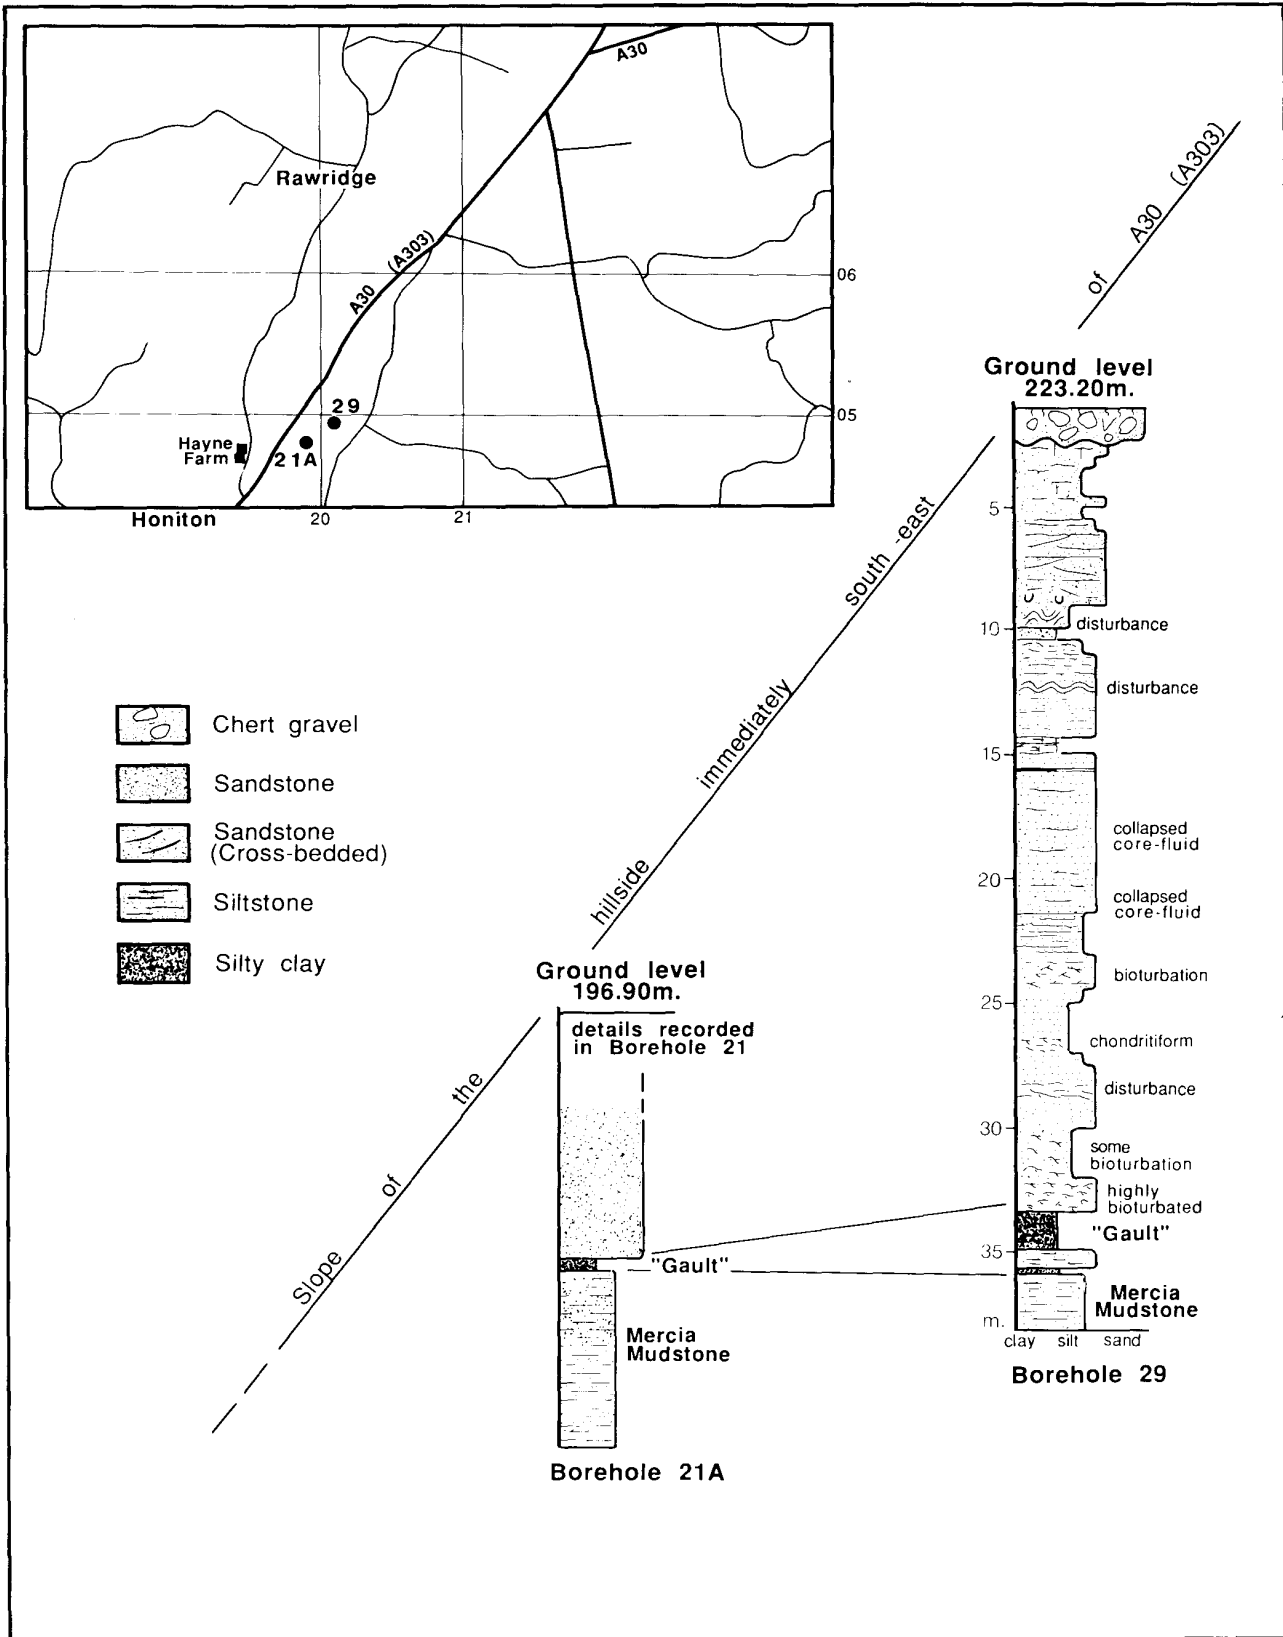 A30
Rawridge
(A303)
A30
06
05
29
21A
Hayne
Farm
Honiton
20
21
Slope of the hillside immediately south-east of A30 (A303)
Chert gravel
Sandstone
Sandstone
(Cross-bedded)
Siltstone
Silty clay
Ground level
196.90m.
details recorded
in Borehole 21
"Gault"
Mercia
Mudstone
Borehole 21A
Ground level
223.20m.
5
10
disturbance
disturbance
15
collapsed
core-fluid
20
collapsed
core-fluid
bioturbation
25
chondritiform
disturbance
30
some
bioturbation
highly
bioturbated
"Gault"
35
Mercia
Mudstone
m.
clay silt sand
Borehole 29